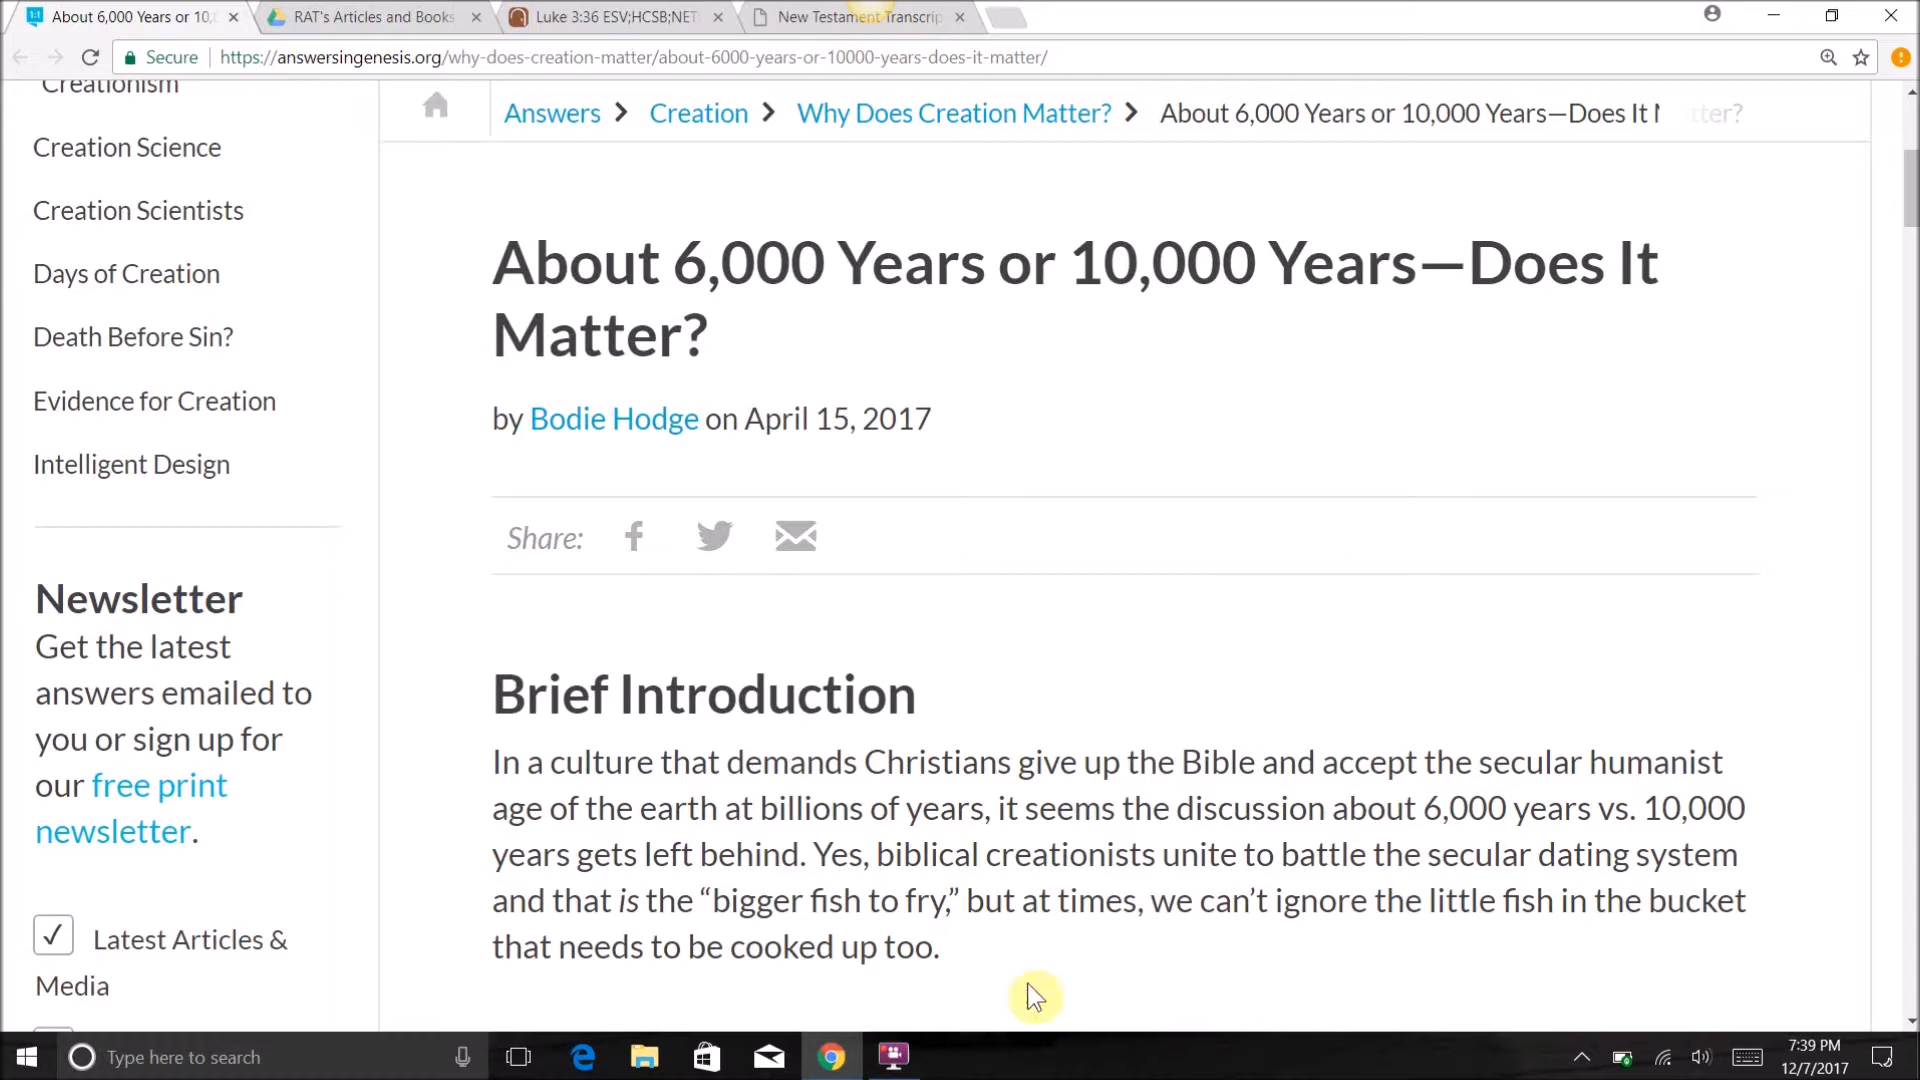 About 6,000 Years or 10,
RAT's Articles and Books
Luke 3:36 ESV;HCSB;NET
New Testament Transcrip
Secure
https://answersingenesis.org/why-does-creation-matter/about-6000-years-or-10000-years-does-it-matter/
Creationism
Creation Science
Creation Scientists
Days of Creation
Death Before Sin?
Evidence for Creation
Intelligent Design
Newsletter
Get the latest
answers emailed to
you or sign up for
our free print
newsletter.
Latest Articles &
Media
Answers > Creation > Why Does Creation Matter? > About 6,000 Years or 10,000 Years—Does It Matter?
About 6,000 Years or 10,000 Years—Does It
Matter?
by Bodie Hodge on April 15, 2017
Share:
Brief Introduction
In a culture that demands Christians give up the Bible and accept the secular humanist
age of the earth at billions of years, it seems the discussion about 6,000 years vs. 10,000
years gets left behind. Yes, biblical creationists unite to battle the secular dating system
and that is the “bigger fish to fry,” but at times, we can’t ignore the little fish in the bucket
that needs to be cooked up too.
Type here to search
7:39 PM
12/7/2017